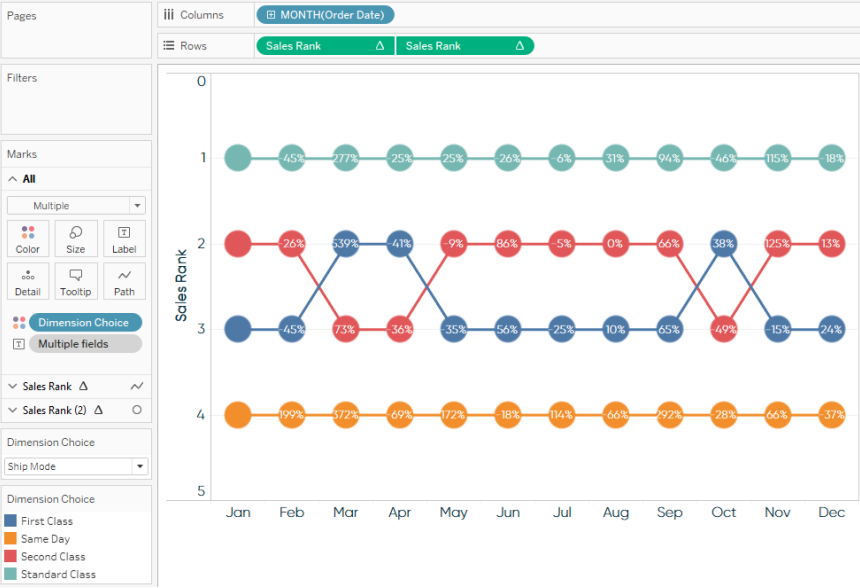 Pages
Columns
MONTH(Order Date)
Rows
Sales Rank Δ
Sales Rank Δ
Filters
Marks
All
Multiple
Color
Size
Label
Detail
Tooltip
Path
Dimension Choice
Multiple fields
Sales Rank Δ
Sales Rank (2) Δ
Dimension Choice
Ship Mode
Dimension Choice
First Class
Same Day
Second Class
Standard Class
Sales Rank
0
1
-45% 277% -25% 25% -26% -6% 31% 94% -46% 115% -18%
2
-26% 539% -41% -9% 86% -5% 0% 66% 38% 125% 13%
3
-45% 73% -36% -35% 56% -25% 10% 65% -49% -15% 24%
4
199% 372% -69% 172% -18% 114% -66% 292% -28% 66% -37%
5
Jan Feb Mar Apr May Jun Jul Aug Sep Oct Nov Dec